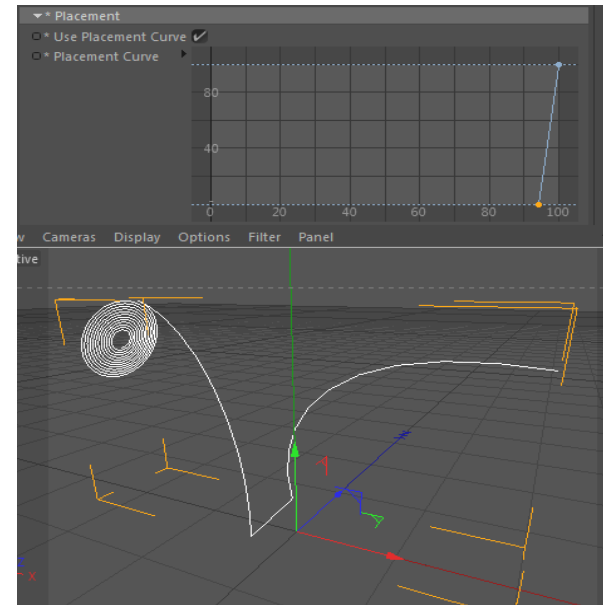 * Placement
* Use Placement Curve
* Placement Curve
80
40
0 20 40 60 80 100
w Cameras Display Options Filter Panel
tive
X